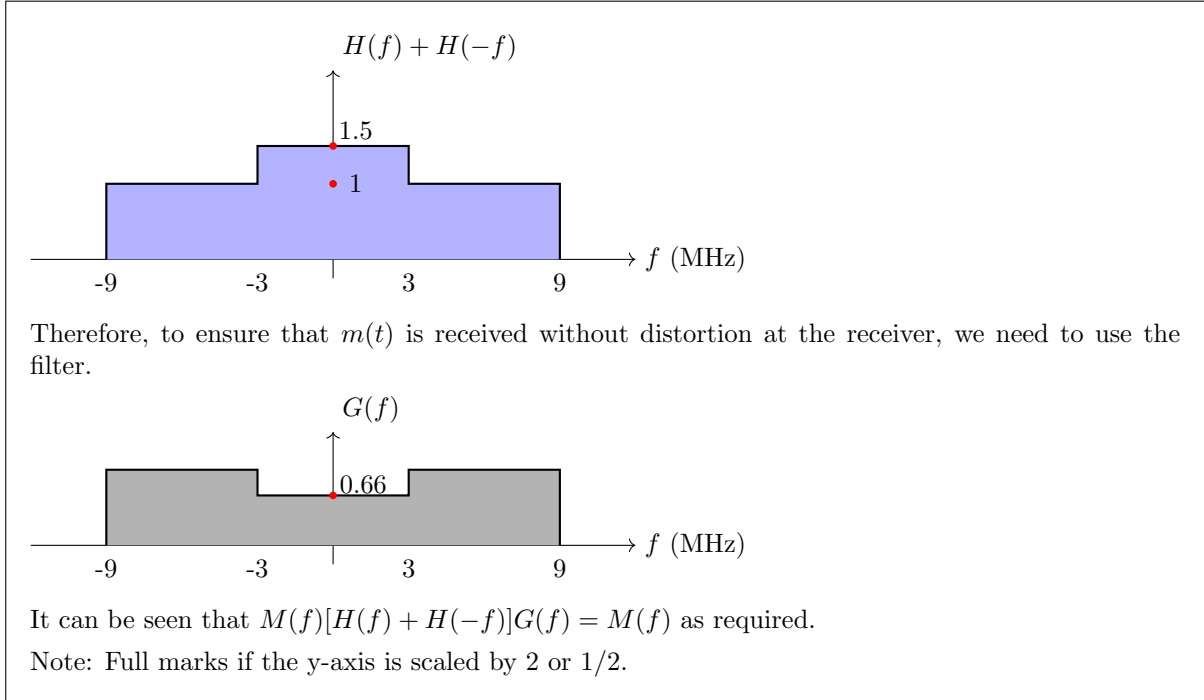 H(f) + H(−f)
1.5
1
f (MHz)
-9 -3 3 9
Therefore, to ensure that m(t) is received without distortion at the receiver, we need to use the
filter.
G(f)
0.66
f (MHz)
-9 -3 3 9
It can be seen that M(f)[H(f) + H(−f)]G(f) = M(f) as required.
Note: Full marks if the y-axis is scaled by 2 or 1/2.